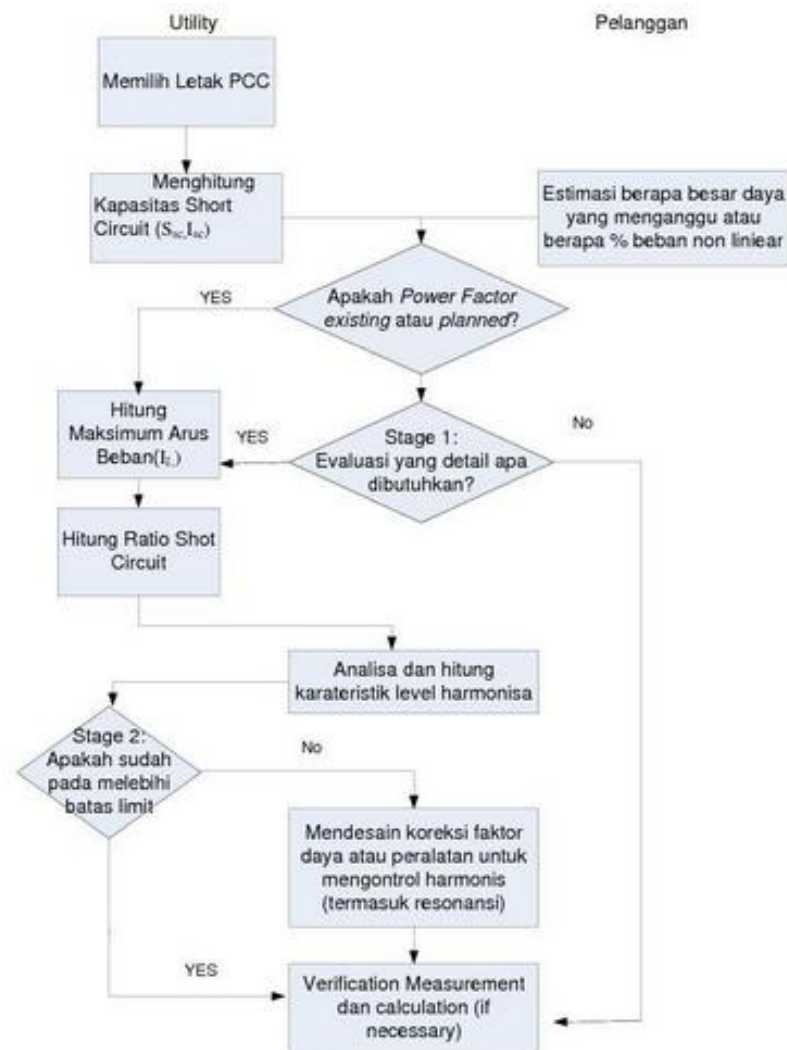 Utility
Pelanggan
Memilih Letak PCC
Menghitung
Kapasitas Short
Circuit (Ssc,Isc)
Estimasi berapa besar daya
yang menganggu atau
berapa % beban non liniear
Apakah Power Factor
existing atau planned?
YES
Hitung
Maksimum Arus
Beban(IL)
YES
Stage 1:
Evaluasi yang detail apa
dibutuhkan?
No
Hitung Ratio Shot
Circuit
Analisa dan hitung
karateristik level harmonisa
Stage 2:
Apakah sudah
pada melebihi
batas limit
No
Mendesain koreksi faktor
daya atau peralatan untuk
mengontrol harmonis
(termasuk resonansi)
YES
Verification Measurement
dan calculation (if
necessary)